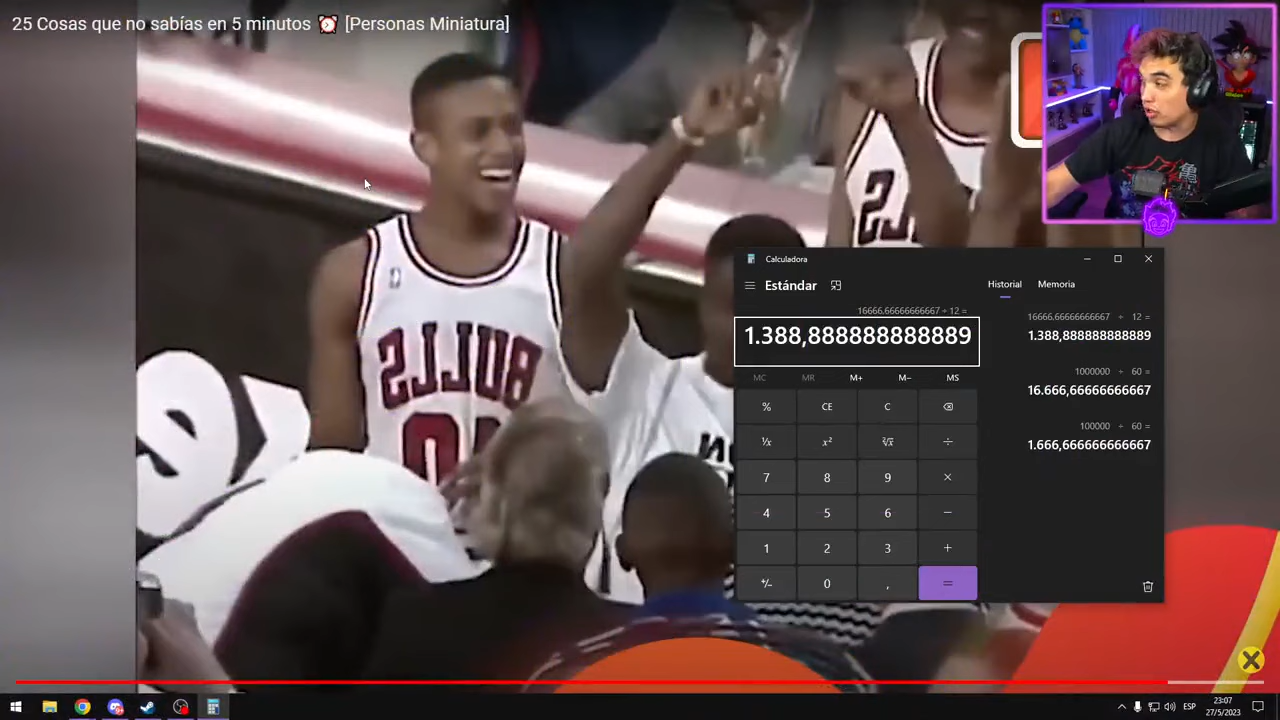 25 Cosas que no sabías en 5 minutos ⏰ [Personas Miniatura]
BULLS
Calculadora
Estándar
Historial
Memoria
16666,66666666667 ÷ 12 =
1.388,888888888889
MC MR M+ M- MS
% CE C
¹/x x² ²√x ÷
7 8 9 ×
4 5 6 −
1 2 3 +
+/- 0 , =
16666,66666666667 ÷ 12 =
1.388,888888888889
1000000 ÷ 60 =
16.666,66666666667
100000 ÷ 60 =
1.666,666666666667
ESP
23:07
27/5/2023